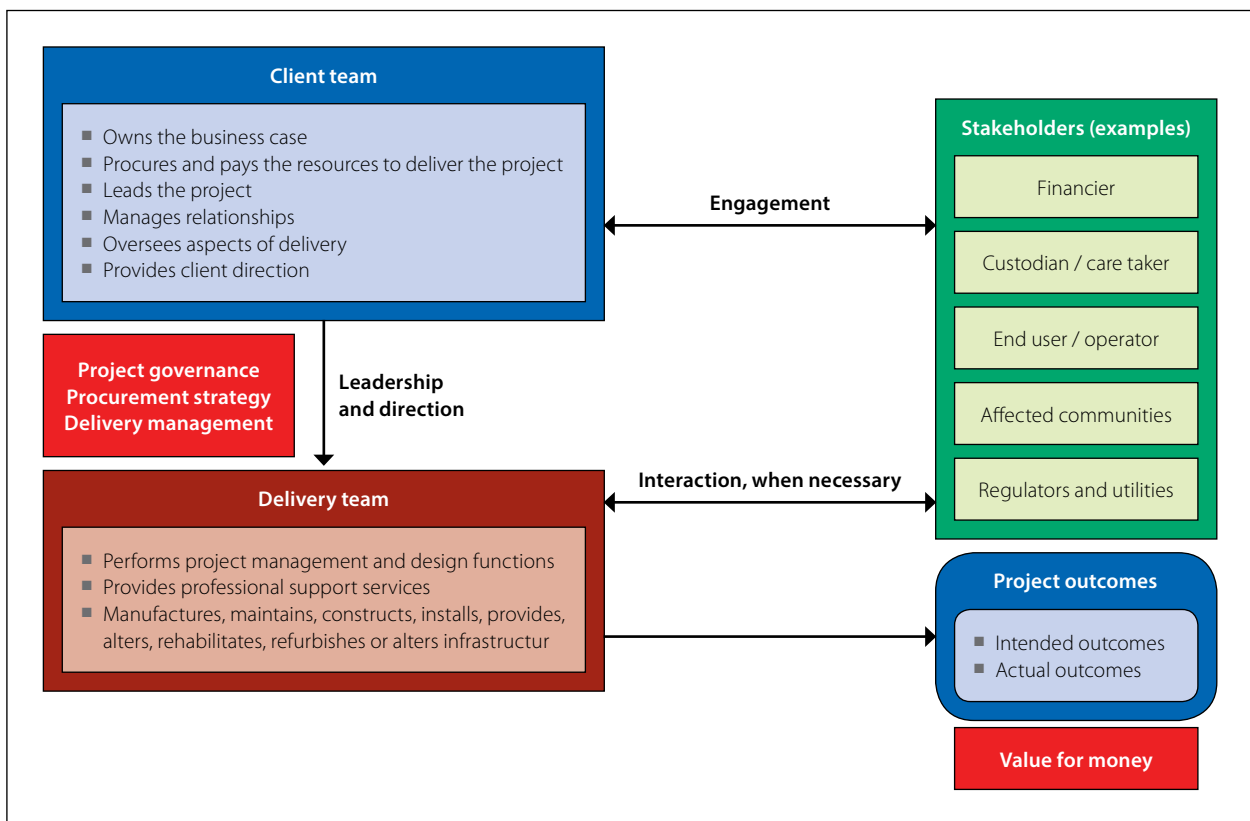 Client team
■ Owns the business case
■ Procures and pays the resources to deliver the project
■ Leads the project
■ Manages relationships
■ Oversees aspects of delivery
■ Provides client direction
Engagement
Stakeholders (examples)
Financier
Custodian / care taker
End user / operator
Affected communities
Regulators and utilities
Project governance
Procurement strategy
Delivery management
Leadership
and direction
Interaction, when necessary
Delivery team
■ Performs project management and design functions
■ Provides professional support services
■ Manufactures, maintains, constructs, installs, provides,
alters, rehabilitates, refurbishes or alters infrastructur
Project outcomes
■ Intended outcomes
■ Actual outcomes
Value for money